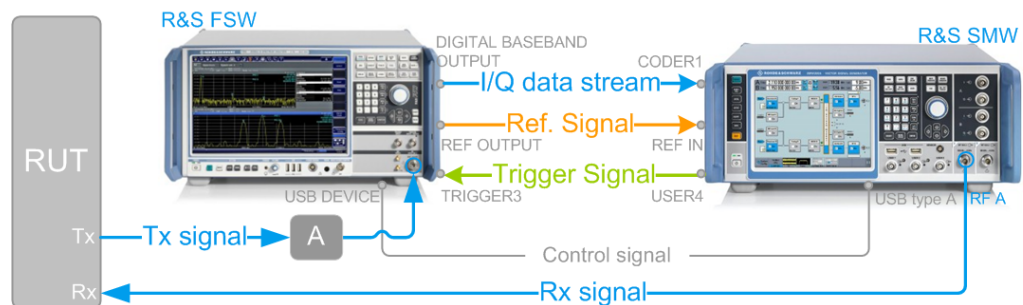 R&S FSW
R&S SMW
DIGITAL BASEBAND
OUTPUT
CODER1
I/Q data stream
Ref. Signal
REF OUTPUT
REF IN
RUT
Trigger Signal
USB DEVICE
TRIGGER3
USER4
USB type A
RF A
Tx
Tx signal
A
Control signal
Rx
Rx signal